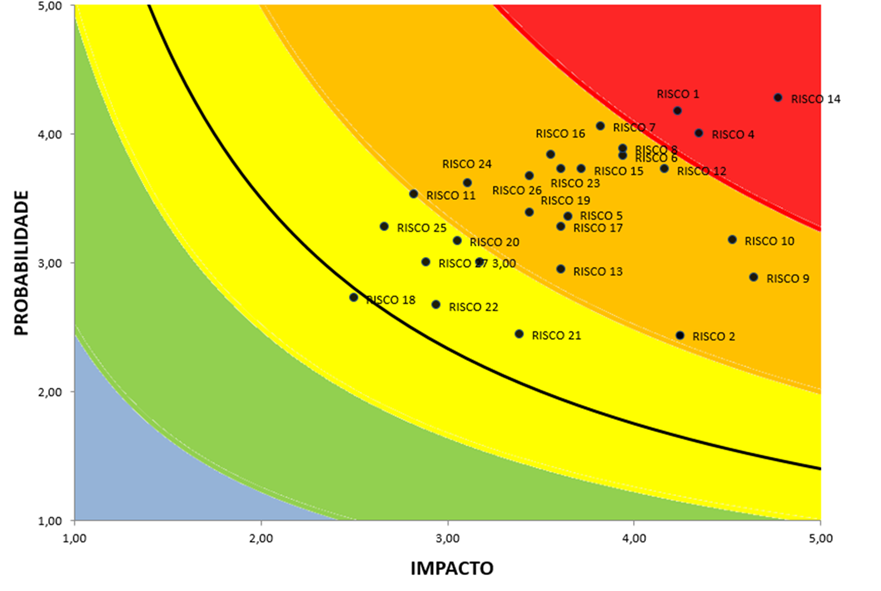 5,00
RISCO 1
RISCO 14
RISCO 7
4,00
RISCO 16
RISCO 4
RISCO 8
RISCO 6
RISCO 24
RISCO 15
RISCO 12
RISCO 23
RISCO 26
RISCO 11
RISCO 19
RISCO 5
RISCO 25
RISCO 17
RISCO 20
RISCO 10
3,00
RISCO 27 3,00
RISCO 13
RISCO 9
RISCO 18
RISCO 22
RISCO 21
RISCO 2
2,00
1,00
1,00 2,00 3,00 4,00 5,00
PROBABILIDADE
IMPACTO